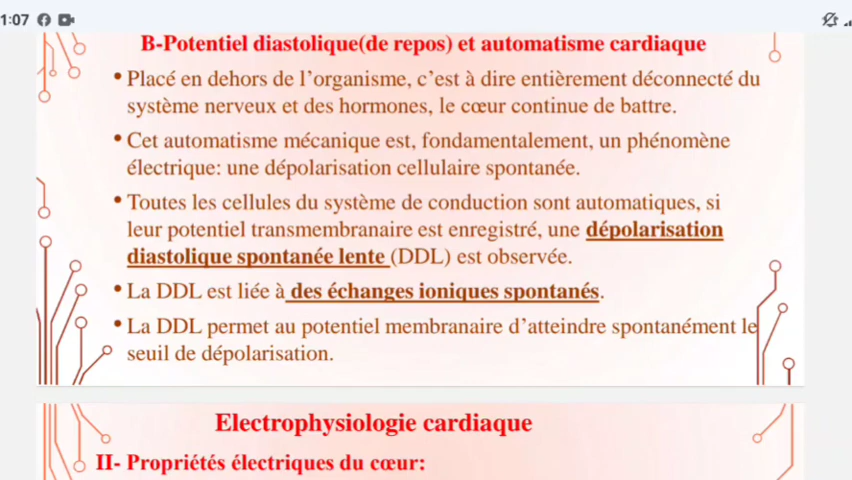 1:07
B-Potentiel diastolique(de repos) et automatisme cardiaque
• Placé en dehors de l’organisme, c’est à dire entièrement déconnecté du
système nerveux et des hormones, le cœur continue de battre.
• Cet automatisme mécanique est, fondamentalement, un phénomène
électrique: une dépolarisation cellulaire spontanée.
• Toutes les cellules du système de conduction sont automatiques, si
leur potentiel transmembranaire est enregistré, une dépolarisation
diastolique spontanée lente (DDL) est observée.
• La DDL est liée à des échanges ioniques spontanés.
• La DDL permet au potentiel membranaire d’atteindre spontanément le
seuil de dépolarisation.
Electrophysiologie cardiaque
II- Propriétés électriques du cœur: